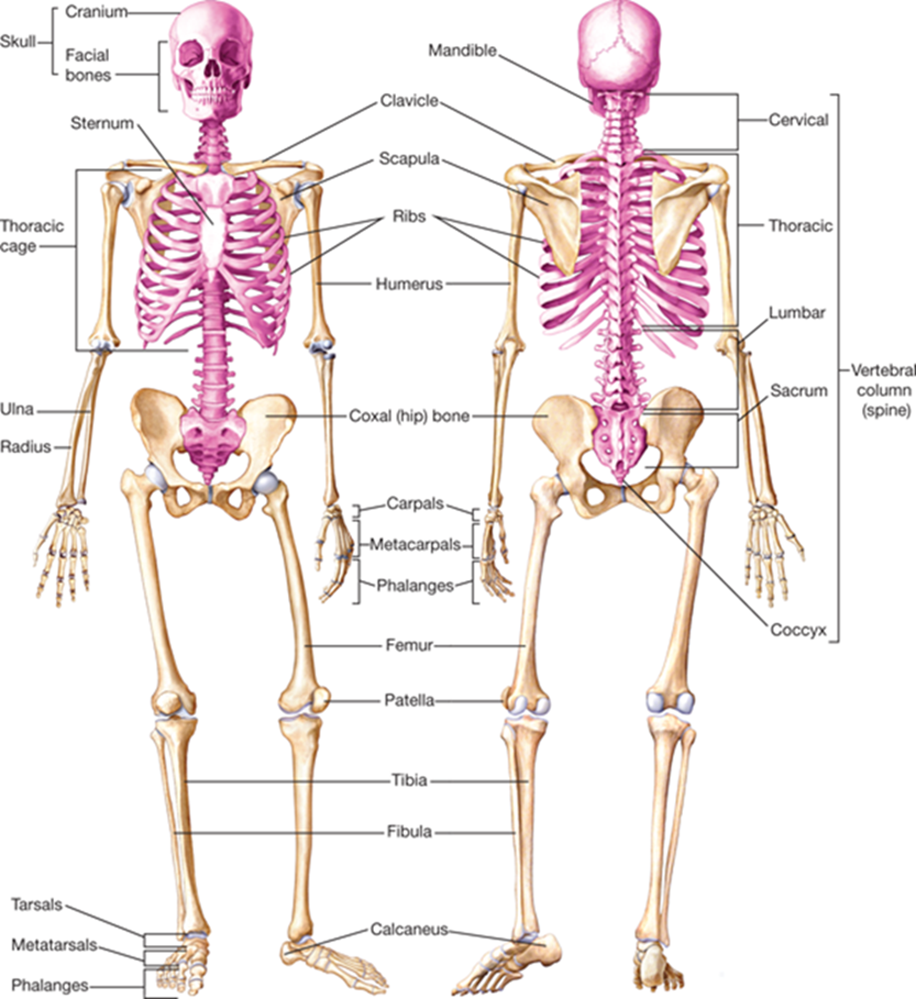 Cranium
Skull
Facial
bones
Mandible
Clavicle
Cervical
Sternum
Scapula
Ribs
Thoracic
cage
Thoracic
Humerus
Lumbar
Vertebral
column
(spine)
Sacrum
Ulna
Coxal (hip) bone
Radius
Carpals
Metacarpals
Phalanges
Coccyx
Femur
Patella
Tibia
Fibula
Tarsals
Calcaneus
Metatarsals
Phalanges